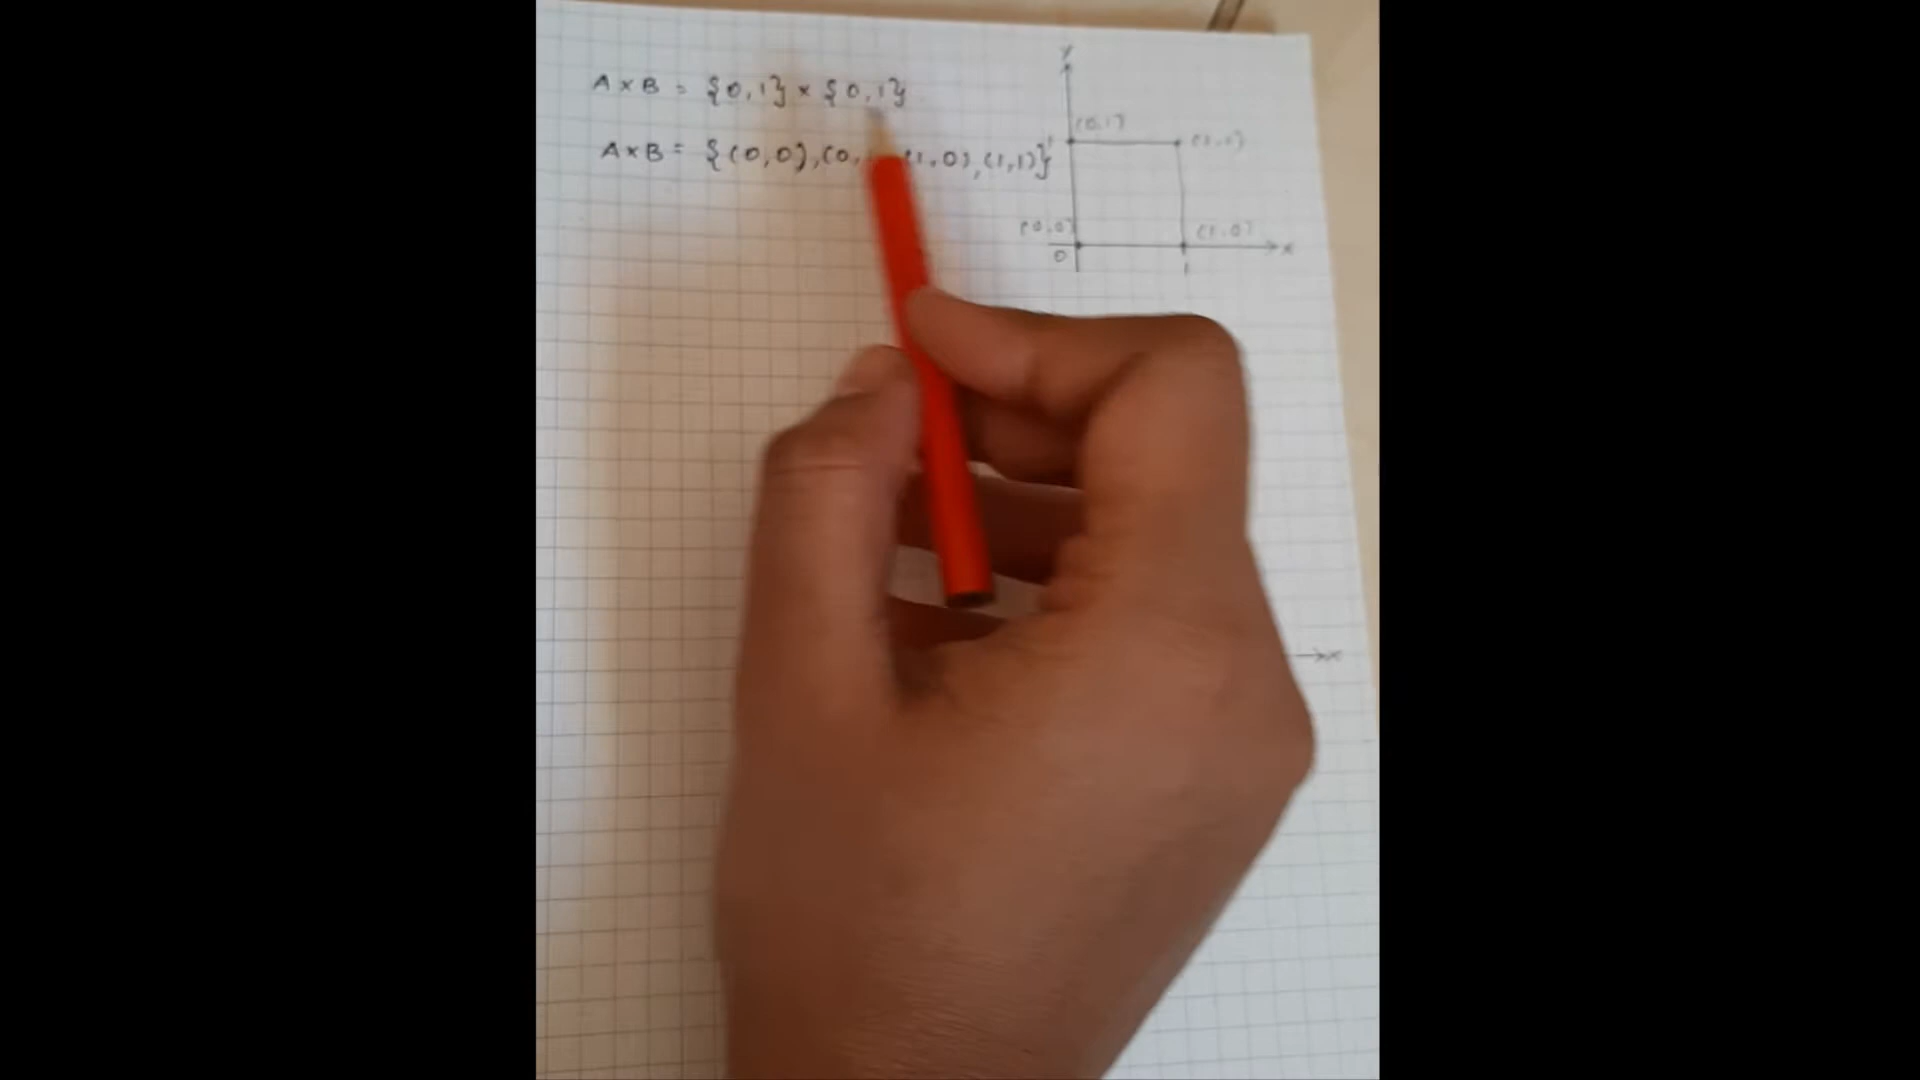 A×B = {0,1} × {0,1}
A×B = {(0,0),(0, (1,0),(1,1)}
y
(0,1)
(1,1)
1
(0,0)
(1,0)
x
0
1
x